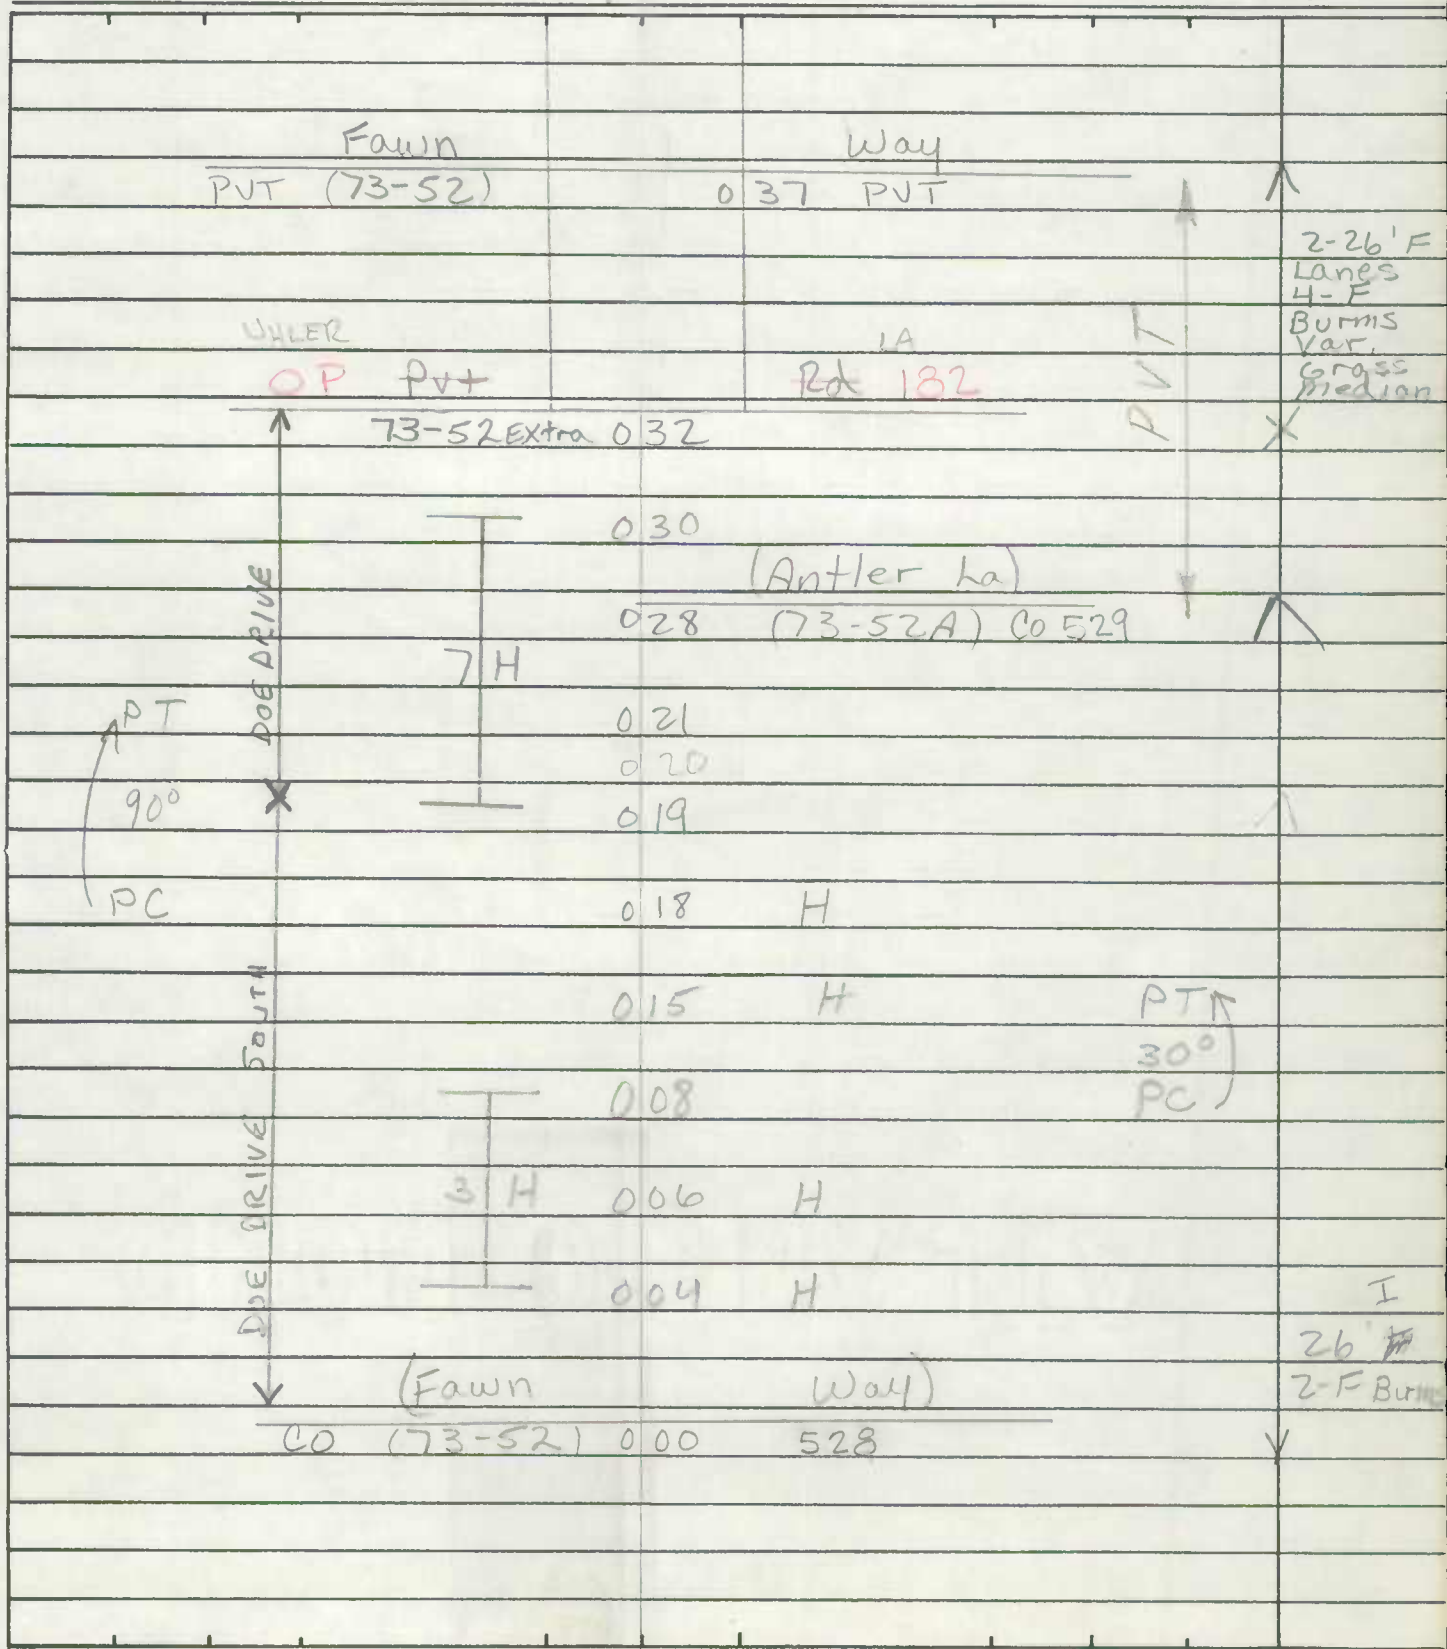 Fawn Way
PVT (73-52) 0 37 PVT
2-26' F
Lanes
4-F
Burms
Var.
Grass
Median
UHLER LA
OP Pvt Rd 182
PVT
73-52 Extra 0 32
0 30
(Antler La)
0 28 (73-52A) Co 529
DOE DRIVE
7 H
PT
0 21
0 20
90°
0 19
PC
0 18 H
DOE DRIVE SOUTH
0 15 H
PT
30°
PC
0 08
3 H
0 06 H
0 04 H
I
26'
2-F Burms
(Fawn Way)
CO (73-52) 0 00 528